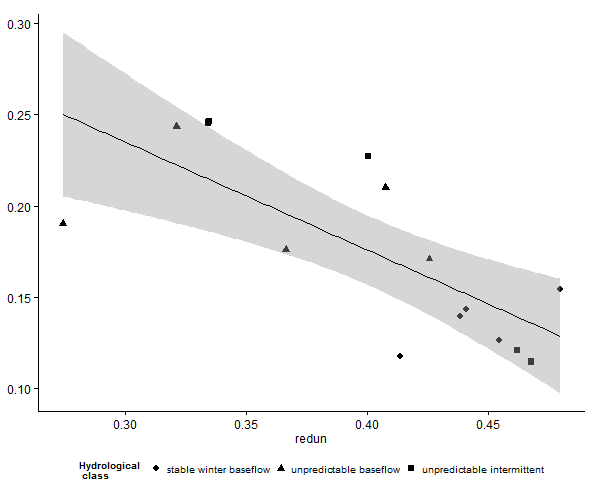 0.30
0.25
0.20
0.15
0.10
0.30 0.35 0.40 0.45
redun
Hydrological
class
stable winter baseflow unpredictable baseflow unpredictable intermittent